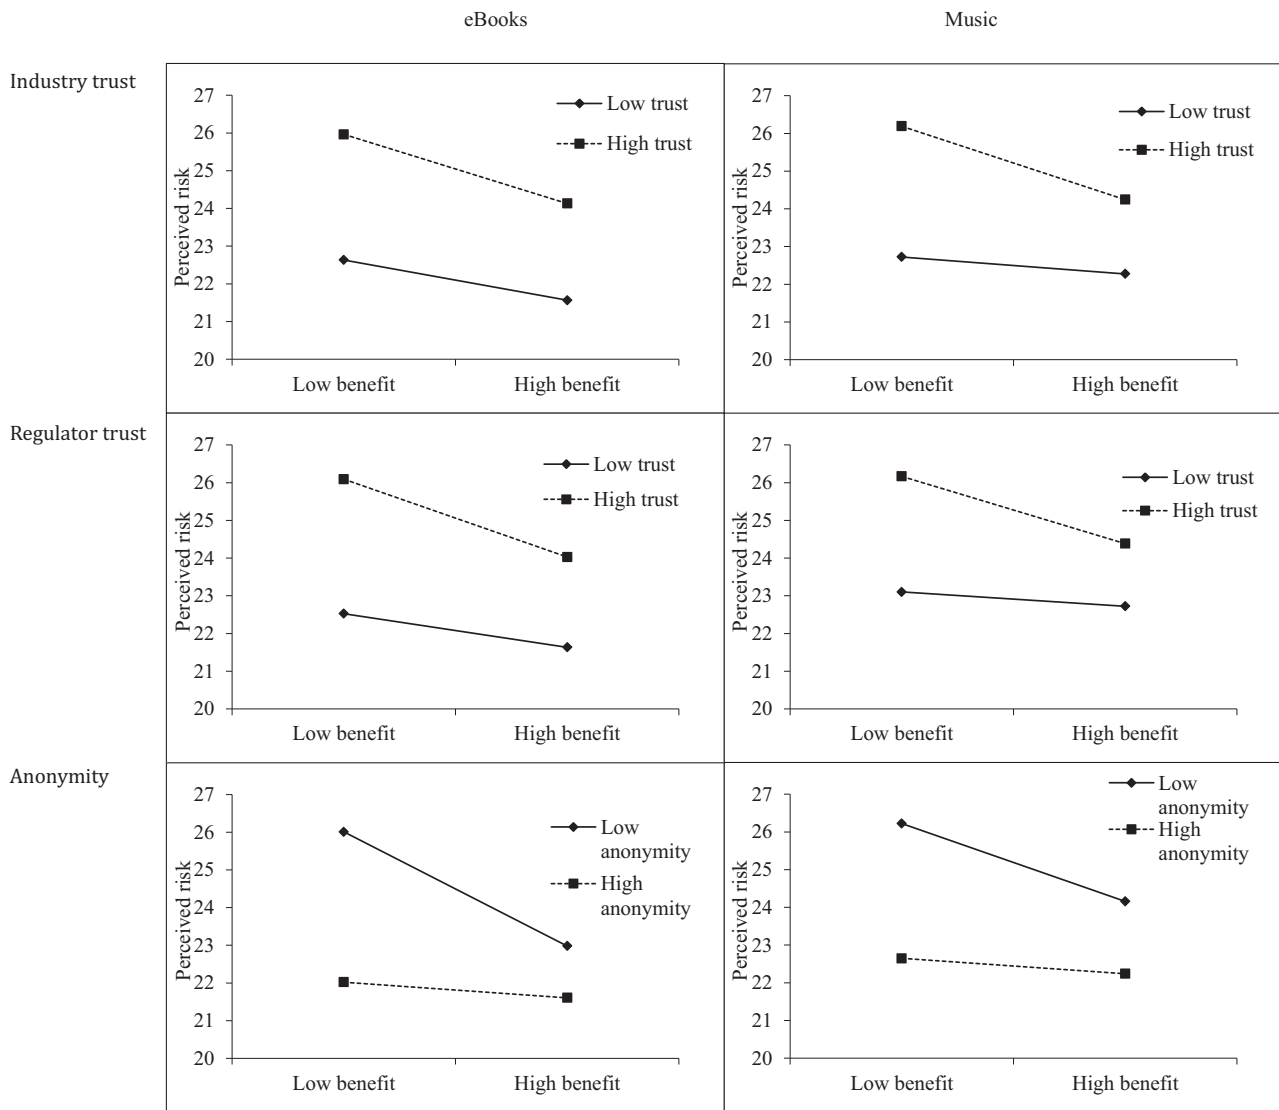 eBooks
Music
Industry trust
27
26
25
24
23
22
21
20
Perceived risk
Low trust
High trust
Low benefit
High benefit
27
26
25
24
23
22
21
20
Perceived risk
Low trust
High trust
Low benefit
High benefit
Regulator trust
27
26
25
24
23
22
21
20
Perceived risk
Low trust
High trust
Low benefit
High benefit
27
26
25
24
23
22
21
20
Perceived risk
Low trust
High trust
Low benefit
High benefit
Anonymity
27
26
25
24
23
22
21
20
Perceived risk
Low
anonymity
High
anonymity
Low benefit
High benefit
27
26
25
24
23
22
21
20
Perceived risk
Low
anonymity
High
anonymity
Low benefit
High benefit